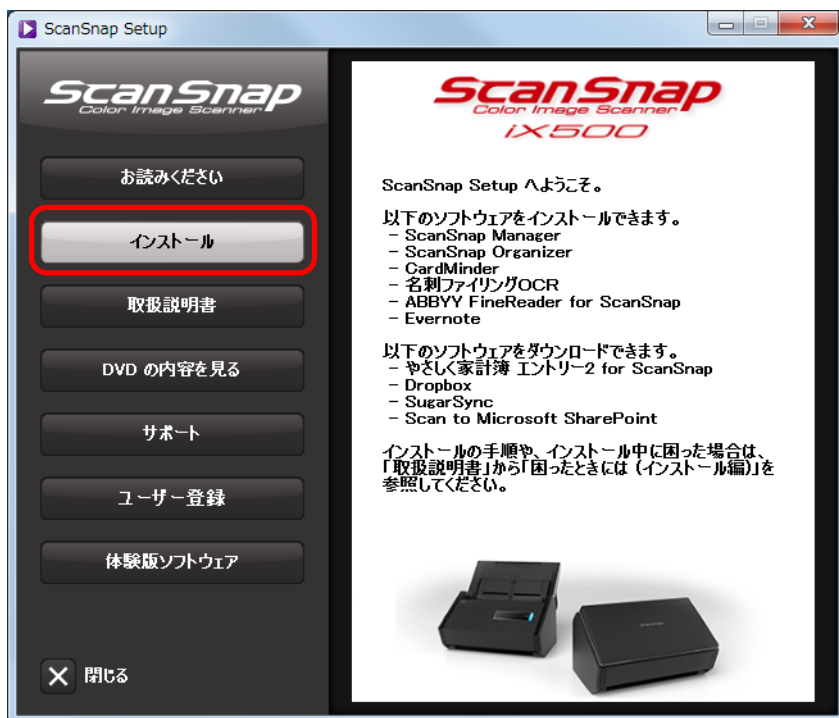 ScanSnap Setup
ScanSnap
Color Image Scanner
お読みください
インストール
取扱説明書
DVD の内容を見る
サポート
ユーザー登録
体験版ソフトウェア
閉じる
ScanSnap
Color Image Scanner
iX500
ScanSnap Setup へようこそ。
以下のソフトウェアをインストールできます。
- ScanSnap Manager
- ScanSnap Organizer
- CardMinder
- 名刺ファイリングOCR
- ABBYY FineReader for ScanSnap
- Evernote
以下のソフトウェアをダウンロードできます。
- やさしく家計簿 エントリー2 for ScanSnap
- Dropbox
- SugarSync
- Scan to Microsoft SharePoint
インストールの手順や、インストール中に困った場合は、
「取扱説明書」から「困ったときには（インストール編）」を
参照してください。